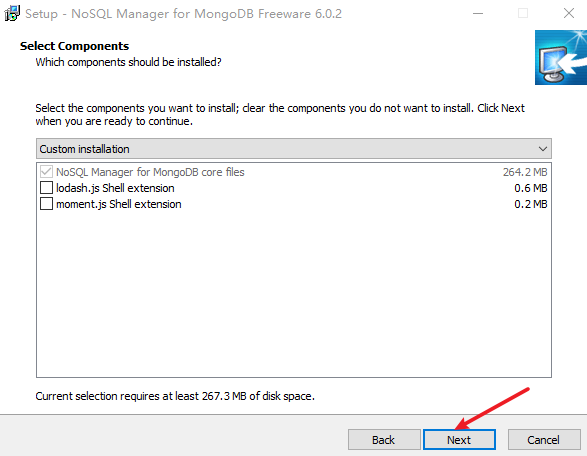 Setup - NoSQL Manager for MongoDB Freeware 6.0.2
Select Components
Which components should be installed?
Select the components you want to install; clear the components you do not want to install. Click Next
when you are ready to continue.
Custom installation
NoSQL Manager for MongoDB core files 264.2 MB
lodash.js Shell extension 0.6 MB
moment.js Shell extension 0.2 MB
Current selection requires at least 267.3 MB of disk space.
Back Next Cancel